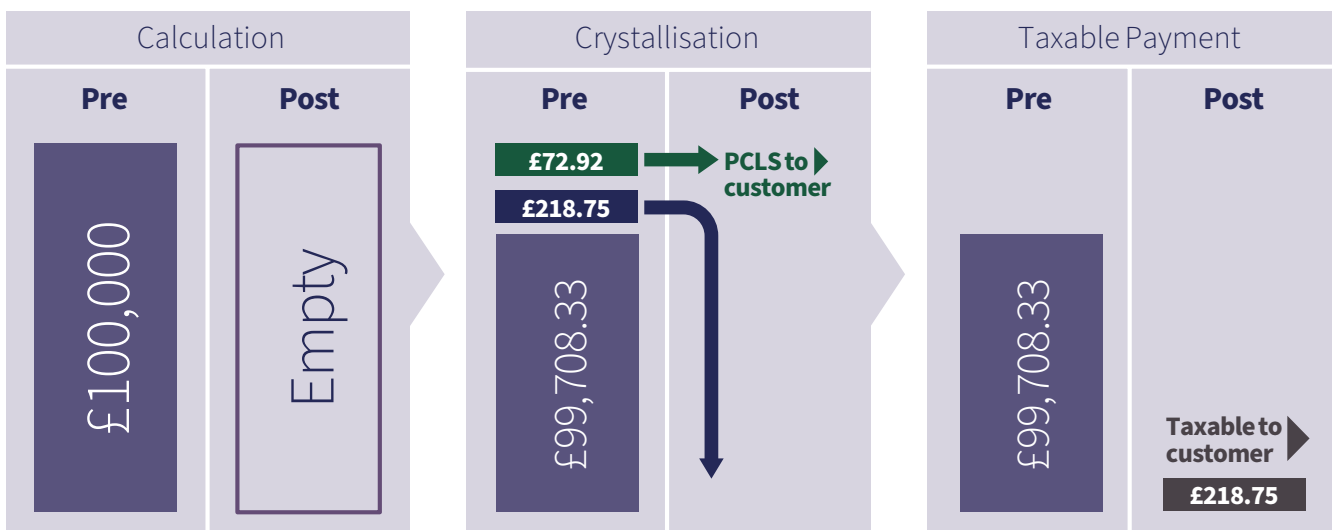 Calculation
Pre
Post
£100,000
Empty
Crystallisation
Pre
Post
£72.92
PCLS to
customer
£218.75
£99,708.33
Taxable Payment
Pre
Post
£99,708.33
Taxable to
customer
£218.75